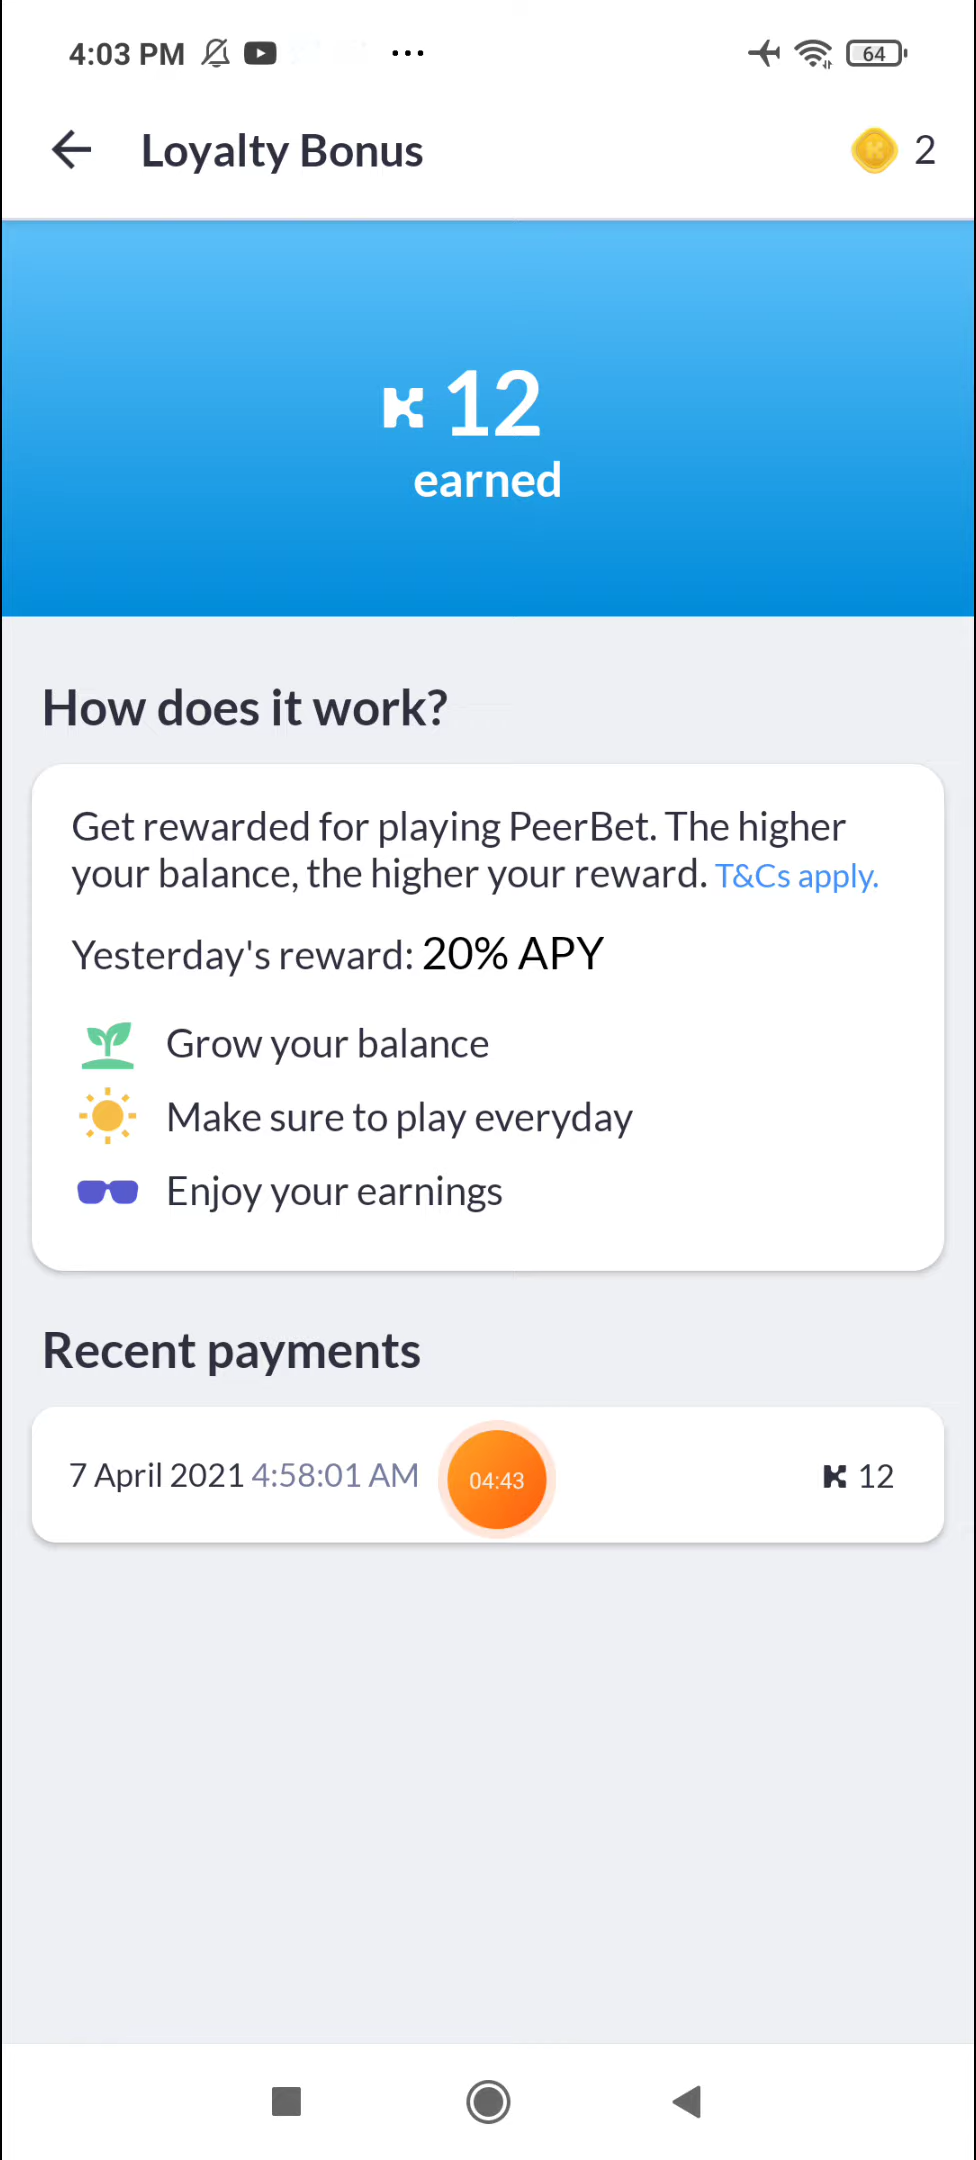 4:03 PM ... 64
Loyalty Bonus 2
12
earned
How does it work?
Get rewarded for playing PeerBet. The higher
your balance, the higher your reward. T&Cs apply.
Yesterday's reward: 20% APY
Grow your balance
Make sure to play everyday
Enjoy your earnings
Recent payments
7 April 2021 4:58:01 AM 04:43 K 12